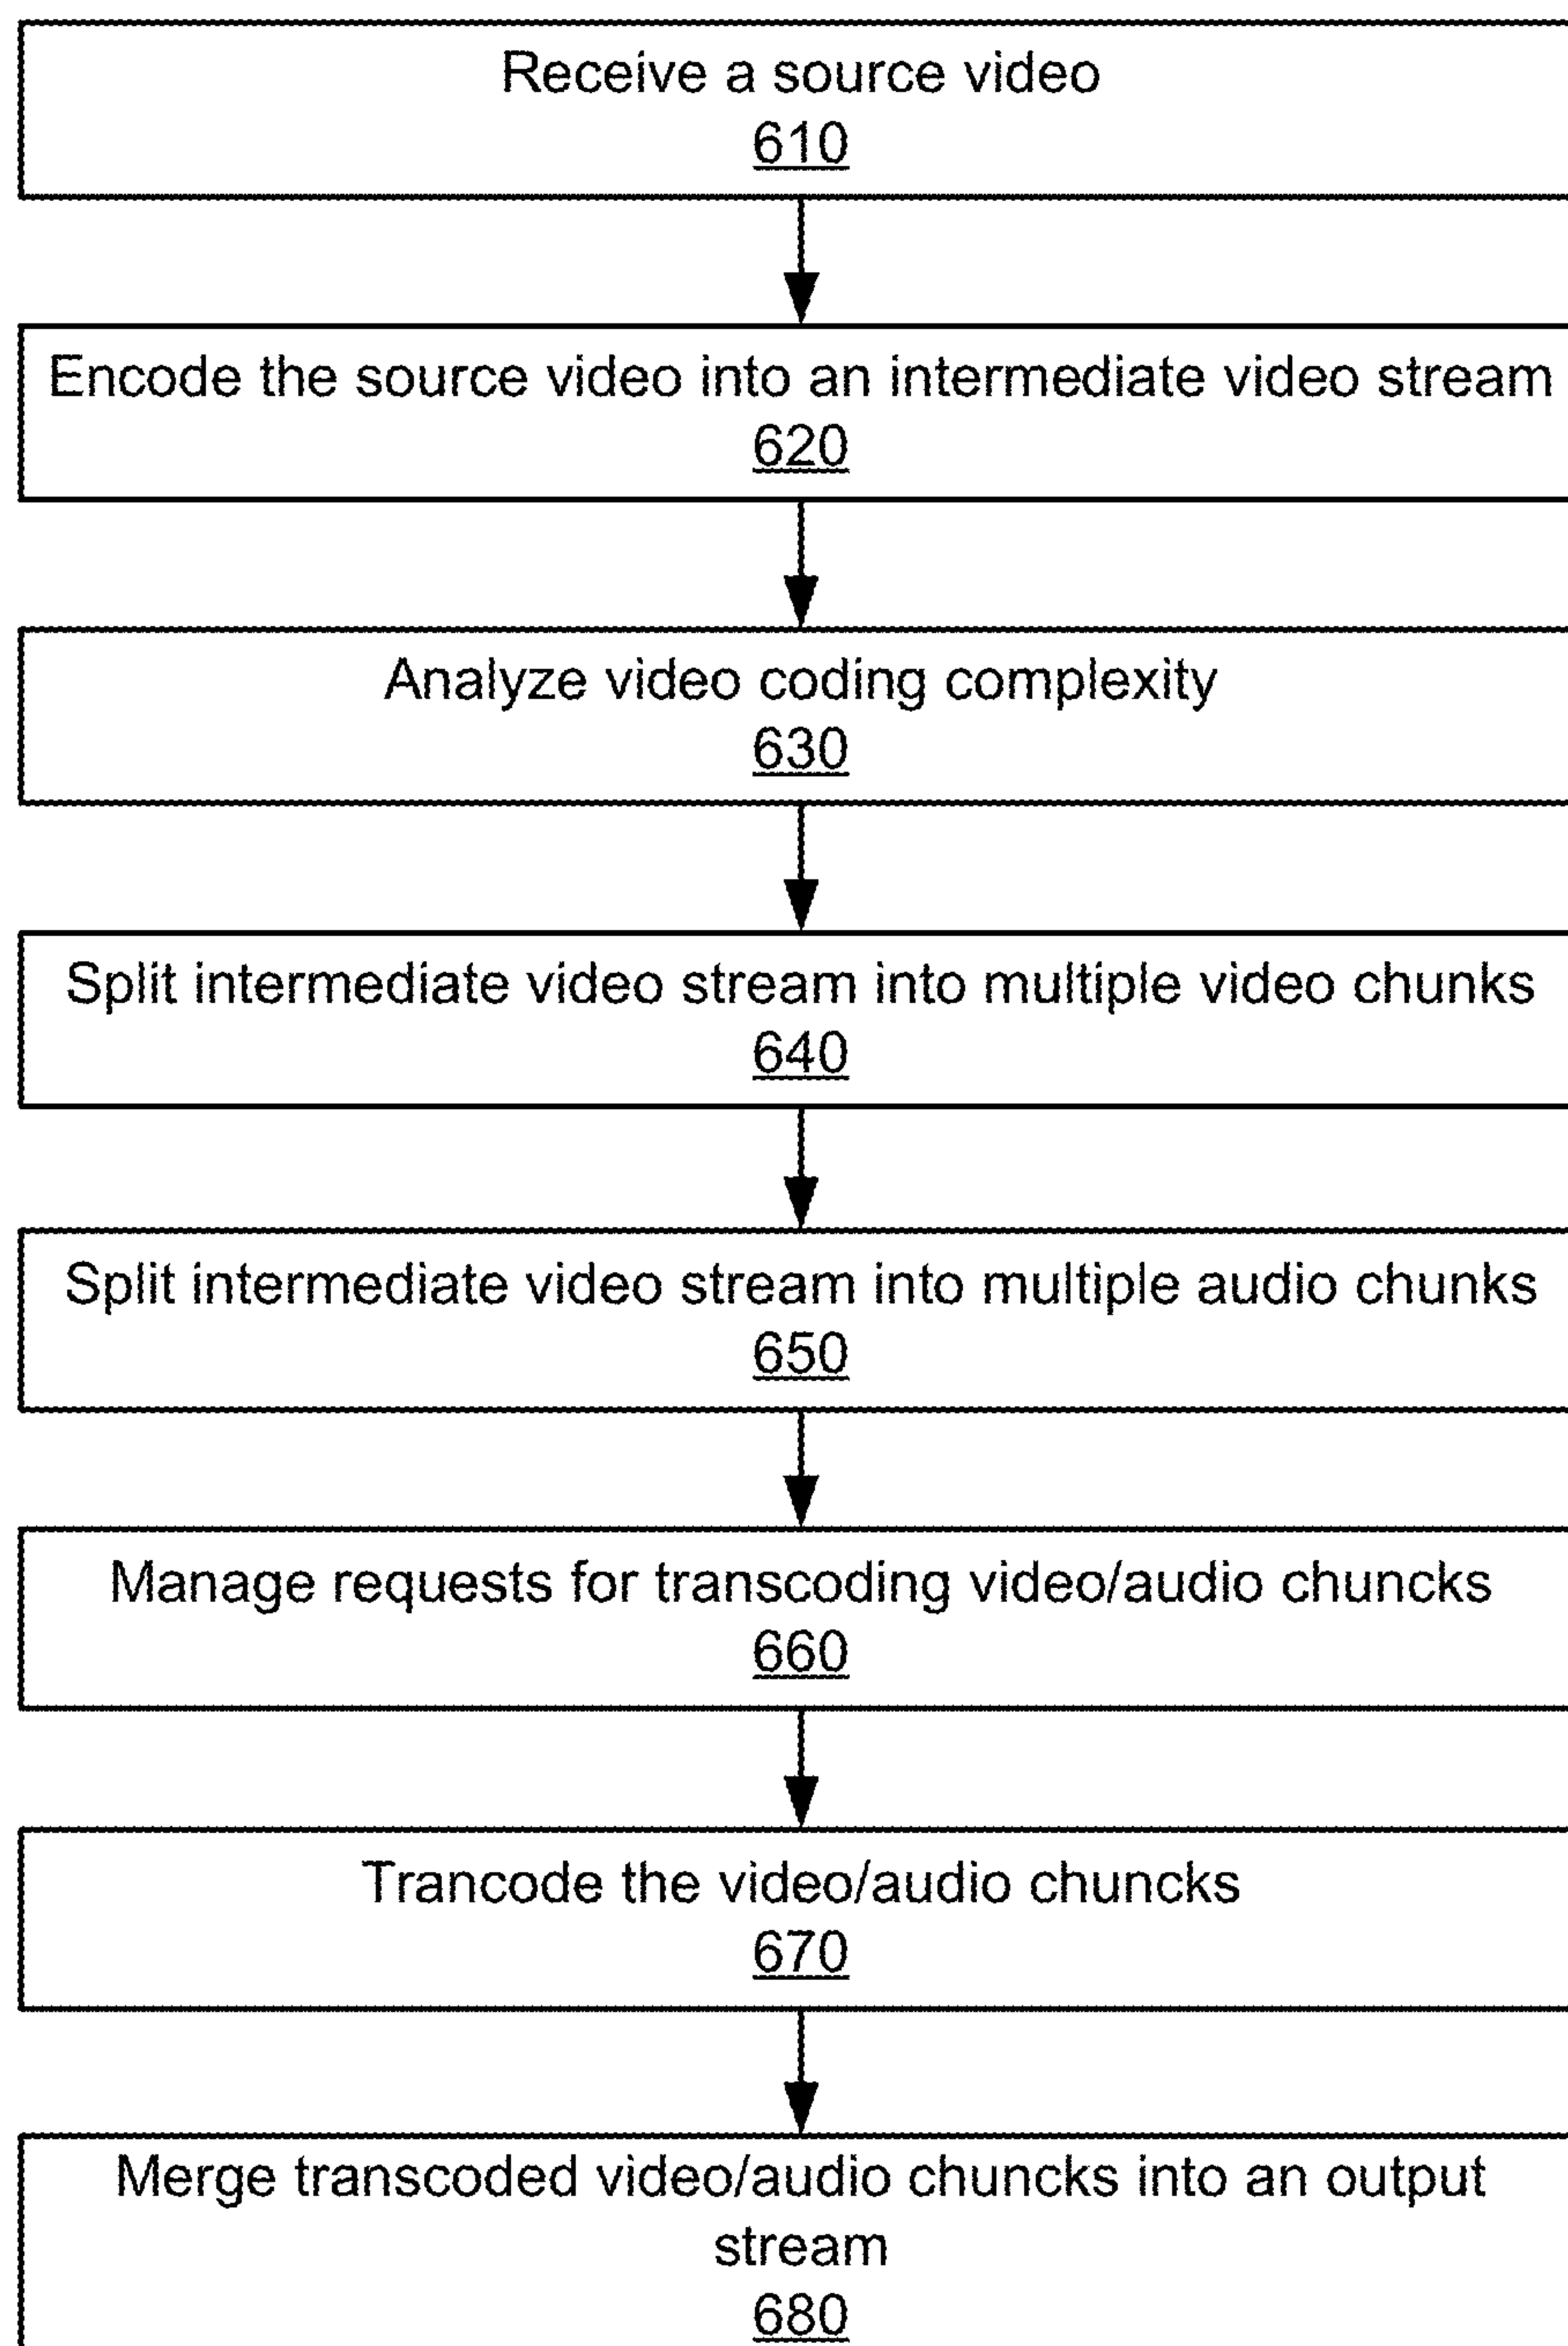 Receive a source video
610
Encode the source video into an intermediate video stream
620
Analyze video coding complexity
630
Split intermediate video stream into multiple video chunks
640
Split intermediate video stream into multiple audio chunks
650
Manage requests for transcoding video/audio chuncks
660
Trancode the video/audio chuncks
670
Merge transcoded video/audio chuncks into an output
stream
680